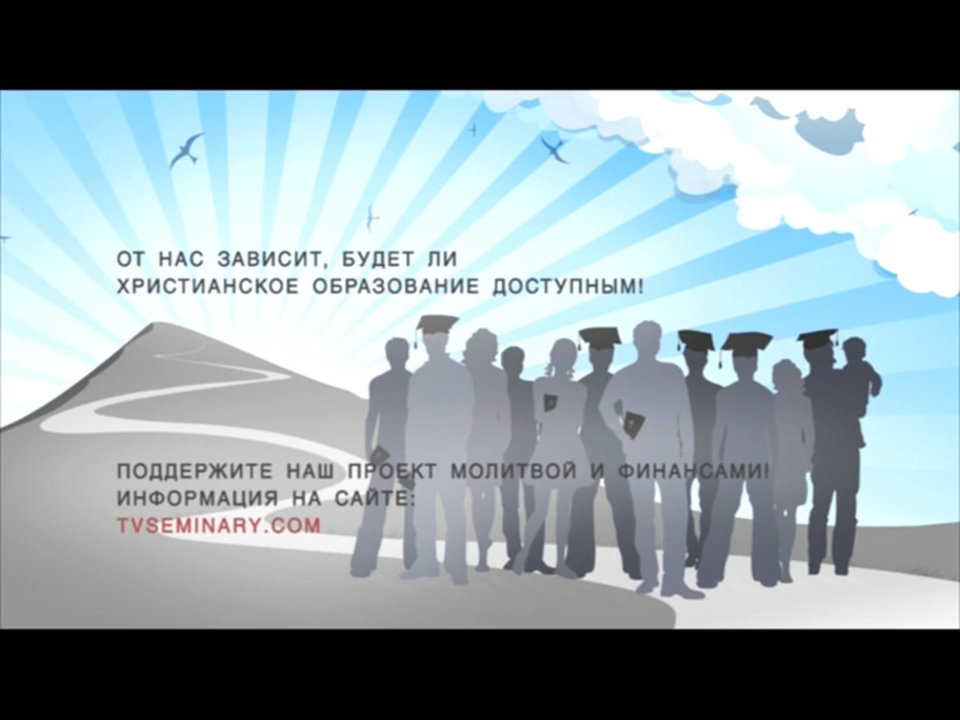 ОТ НАС ЗАВИСИТ, БУДЕТ ЛИ
ХРИСТИАНСКОЕ ОБРАЗОВАНИЕ ДОСТУПНЫМ!
ПОДДЕРЖИТЕ НАШ ПРОЕКТ МОЛИТВОЙ И ФИНАНСАМИ!
ИНФОРМАЦИЯ НА САЙТЕ:
TVSEMINARY.COM